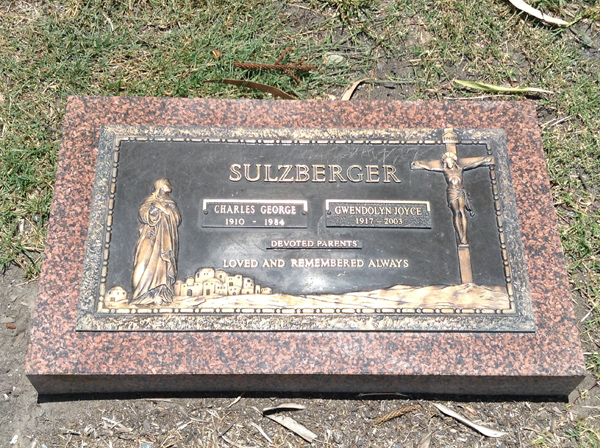 SULZBERGER
CHARLES GEORGE
1910 - 1984
GWENDOLYN JOYCE
1917 - 2003
DEVOTED PARENTS
LOVED AND REMEMBERED ALWAYS